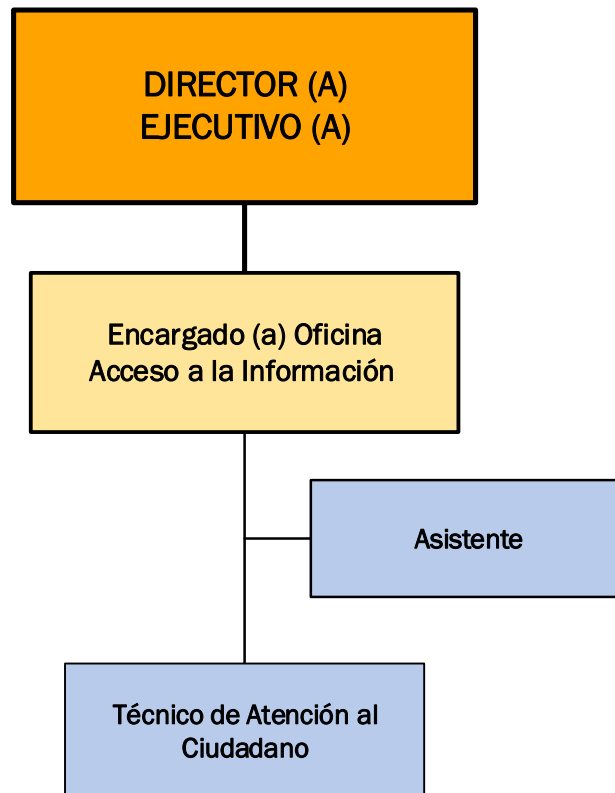 DIRECTOR (A)
EJECUTIVO (A)
Encargado (a) Oficina
Acceso a la Información
Asistente
Técnico de Atención al
Ciudadano